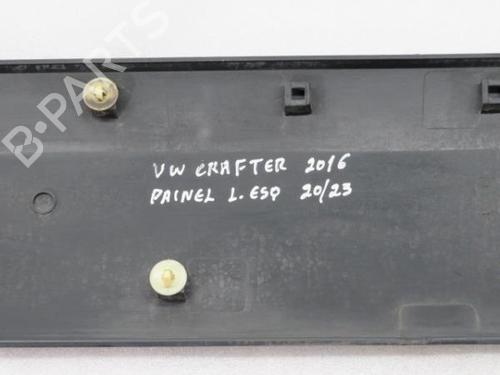 B-PARTS
VW CRAFTER 2016
PAINEL L. ESQ 20/23